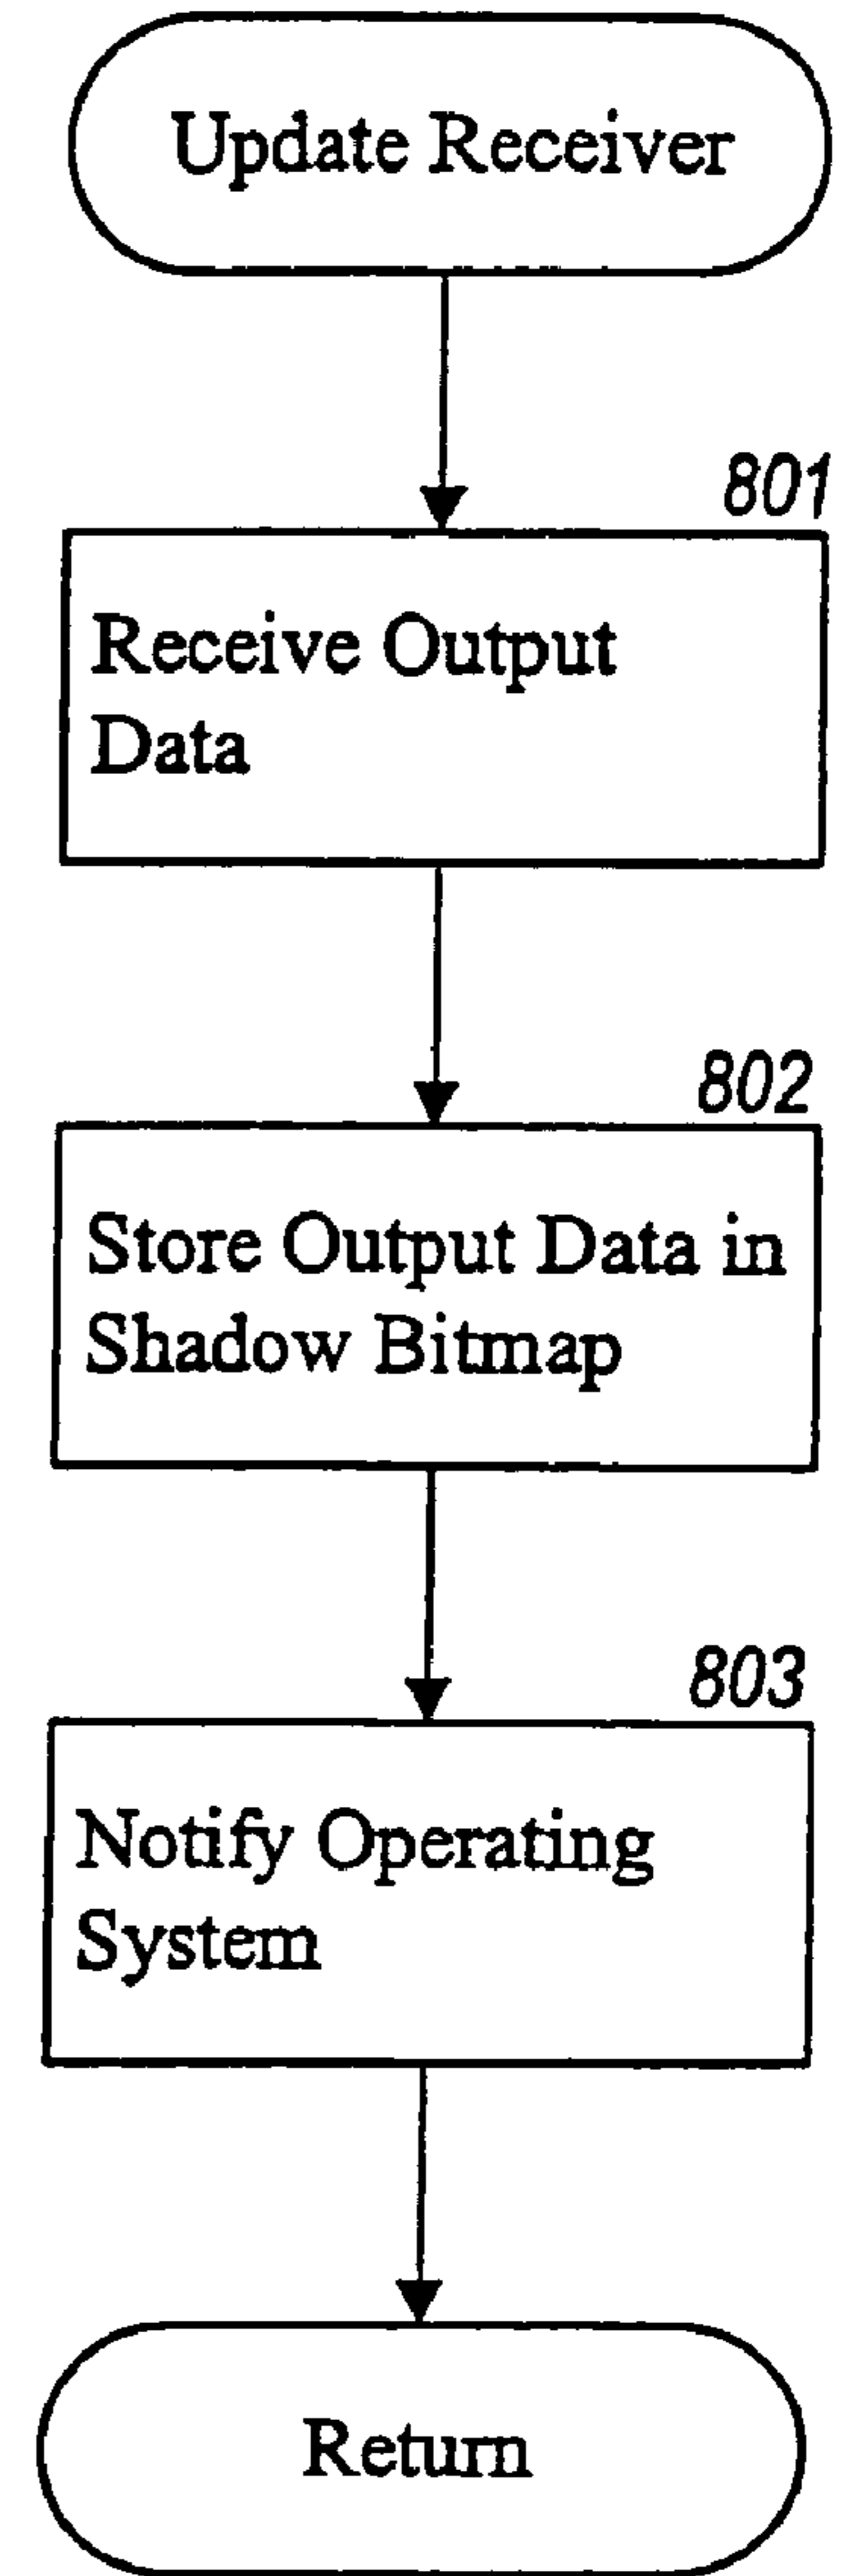 Update Receiver
801
Receive Output
Data
802
Store Output Data in
Shadow Bitmap
803
Notify Operating
System
Return